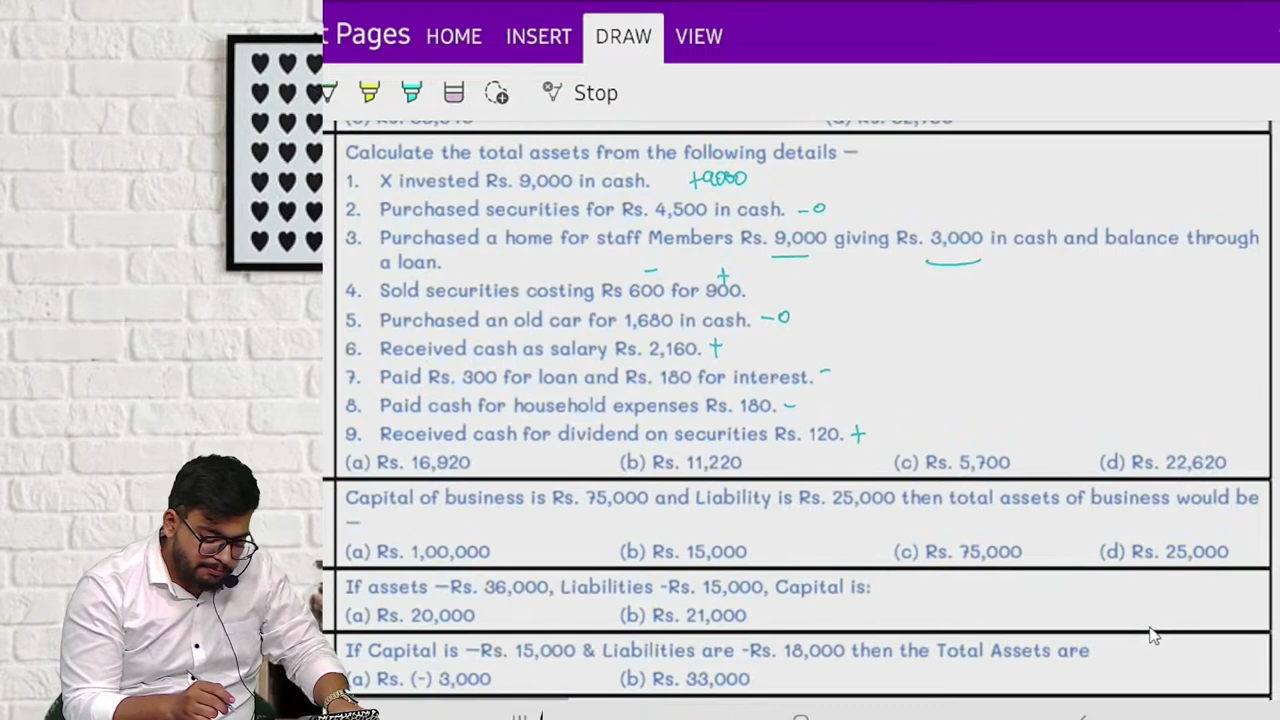 t Pages HOME INSERT DRAW VIEW
Stop
Calculate the total assets from the following details –
1. X invested Rs. 9,000 in cash. +9000
2. Purchased securities for Rs. 4,500 in cash. -0
3. Purchased a home for staff Members Rs. 9,000 giving Rs. 3,000 in cash and balance through
a loan.
- +
4. Sold securities costing Rs 600 for 900.
5. Purchased an old car for 1,680 in cash. -0
6. Received cash as salary Rs. 2,160. +
7. Paid Rs. 300 for loan and Rs. 180 for interest. -
8. Paid cash for household expenses Rs. 180. -
9. Received cash for dividend on securities Rs. 120. +
(a) Rs. 16,920 (b) Rs. 11,220 (c) Rs. 5,700 (d) Rs. 22,620
Capital of business is Rs. 75,000 and Liability is Rs. 25,000 then total assets of business would be
–
(a) Rs. 1,00,000 (b) Rs. 15,000 (c) Rs. 75,000 (d) Rs. 25,000
If assets –Rs. 36,000, Liabilities -Rs. 15,000, Capital is:
(a) Rs. 20,000 (b) Rs. 21,000
If Capital is –Rs. 15,000 & Liabilities are -Rs. 18,000 then the Total Assets are
(a) Rs. (-) 3,000 (b) Rs. 33,000